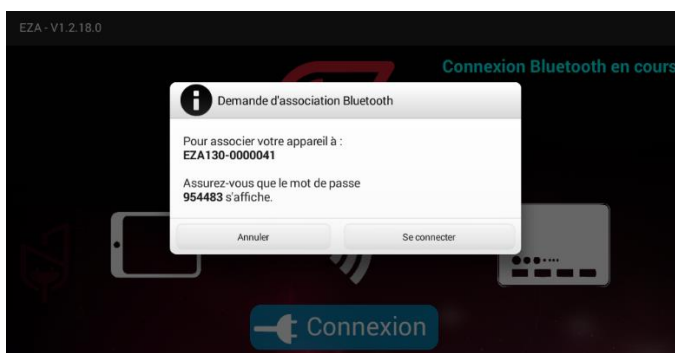 EZA - V1.2.18.0
Connexion Bluetooth en cours
Demande d'association Bluetooth
Pour associer votre appareil à :
EZA130-0000041
Assurez-vous que le mot de passe
954483 s'affiche.
Annuler
Se connecter
Connexion